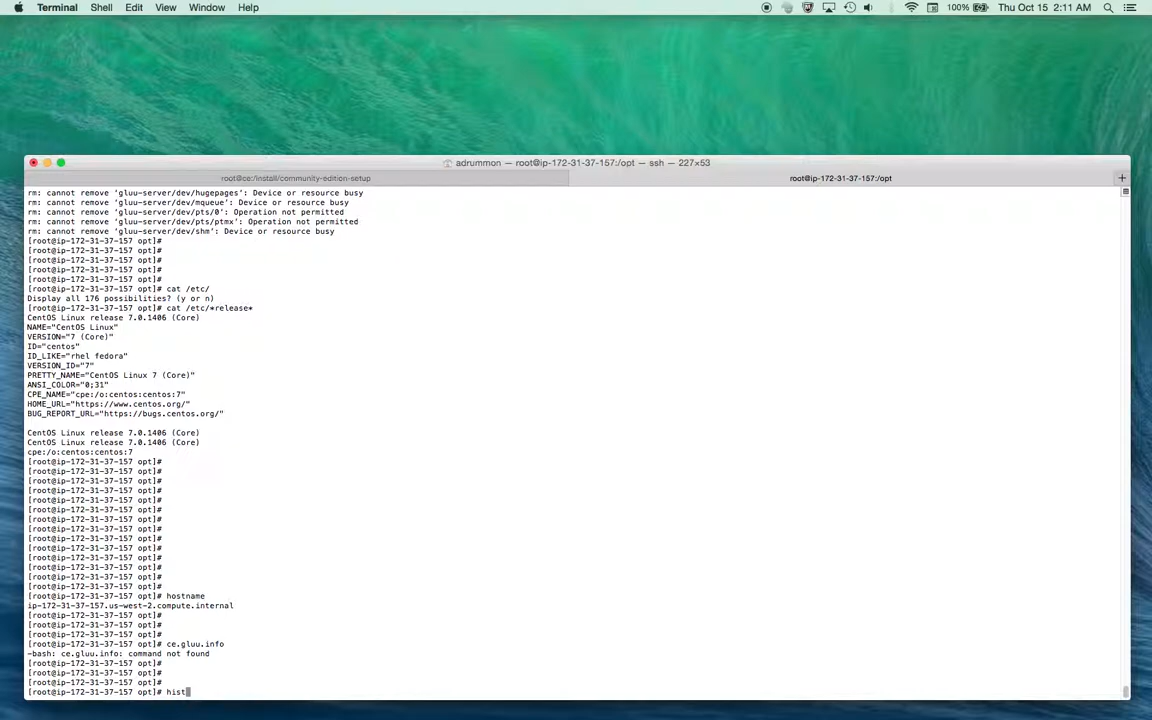 Terminal Shell Edit View Window Help 100% Thu Oct 15 2:11 AM
adrummon — root@ip-172-31-37-157:/opt — ssh — 227×53
root@ce:/install/community-edition-setup root@ip-172-31-37-157:/opt
rm: cannot remove ‘gluu-server/dev/hugepages’: Device or resource busy
rm: cannot remove ‘gluu-server/dev/mqueue’: Device or resource busy
rm: cannot remove ‘gluu-server/dev/pts/0’: Operation not permitted
rm: cannot remove ‘gluu-server/dev/pts/ptmx’: Operation not permitted
rm: cannot remove ‘gluu-server/dev/shm’: Device or resource busy
[root@ip-172-31-37-157 opt]#
[root@ip-172-31-37-157 opt]#
[root@ip-172-31-37-157 opt]#
[root@ip-172-31-37-157 opt]#
[root@ip-172-31-37-157 opt]#
[root@ip-172-31-37-157 opt]# cat /etc/
Display all 176 possibilities? (y or n)
[root@ip-172-31-37-157 opt]# cat /etc/*release*
CentOS Linux release 7.0.1406 (Core)
NAME="CentOS Linux"
VERSION="7 (Core)"
ID="centos"
ID_LIKE="rhel fedora"
VERSION_ID="7"
PRETTY_NAME="CentOS Linux 7 (Core)"
ANSI_COLOR="0;31"
CPE_NAME="cpe:/o:centos:centos:7"
HOME_URL="https://www.centos.org/"
BUG_REPORT_URL="https://bugs.centos.org/"
CentOS Linux release 7.0.1406 (Core)
CentOS Linux release 7.0.1406 (Core)
cpe:/o:centos:centos:7
[root@ip-172-31-37-157 opt]#
[root@ip-172-31-37-157 opt]#
[root@ip-172-31-37-157 opt]#
[root@ip-172-31-37-157 opt]#
[root@ip-172-31-37-157 opt]#
[root@ip-172-31-37-157 opt]#
[root@ip-172-31-37-157 opt]#
[root@ip-172-31-37-157 opt]#
[root@ip-172-31-37-157 opt]#
[root@ip-172-31-37-157 opt]#
[root@ip-172-31-37-157 opt]#
[root@ip-172-31-37-157 opt]#
[root@ip-172-31-37-157 opt]#
[root@ip-172-31-37-157 opt]#
[root@ip-172-31-37-157 opt]# hostname
ip-172-31-37-157.us-west-2.compute.internal
[root@ip-172-31-37-157 opt]#
[root@ip-172-31-37-157 opt]#
[root@ip-172-31-37-157 opt]#
[root@ip-172-31-37-157 opt]# ce.gluu.info
-bash: ce.gluu.info: command not found
[root@ip-172-31-37-157 opt]#
[root@ip-172-31-37-157 opt]#
[root@ip-172-31-37-157 opt]#
[root@ip-172-31-37-157 opt]# hist